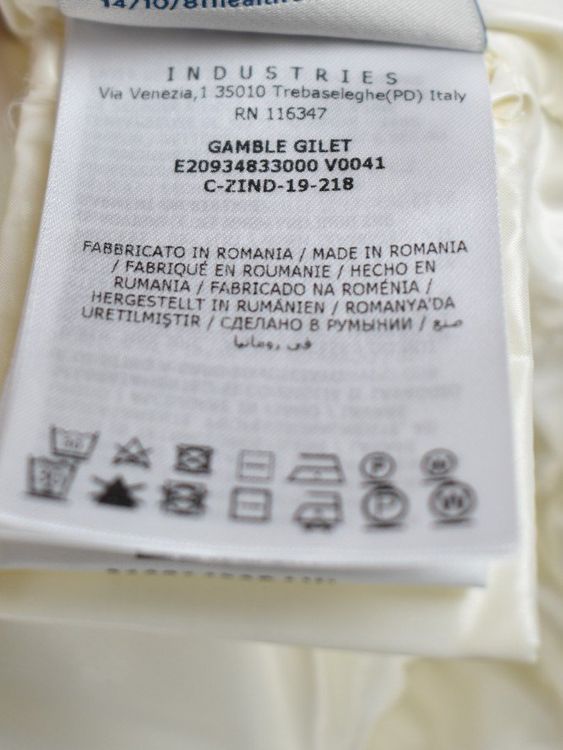 INDUSTRIES
Via Venezia,1 35010 Trebaseleghe(PD) Italy
RN 116347
GAMBLE GILET
E20934833000 V0041
C-ZIND-19-218
FABBRICATO IN ROMANIA / MADE IN ROMANIA
/ FABRIQUÉ EN ROUMANIE / HECHO EN
RUMANIA / FABRICADO NA ROMÉNIA /
HERGESTELLT IN RUMÄNIEN / ROMANYA'DA
URETILMIŞTIR / СДЕЛАНО В РУМЫНИИ / صنع
في رومانيا